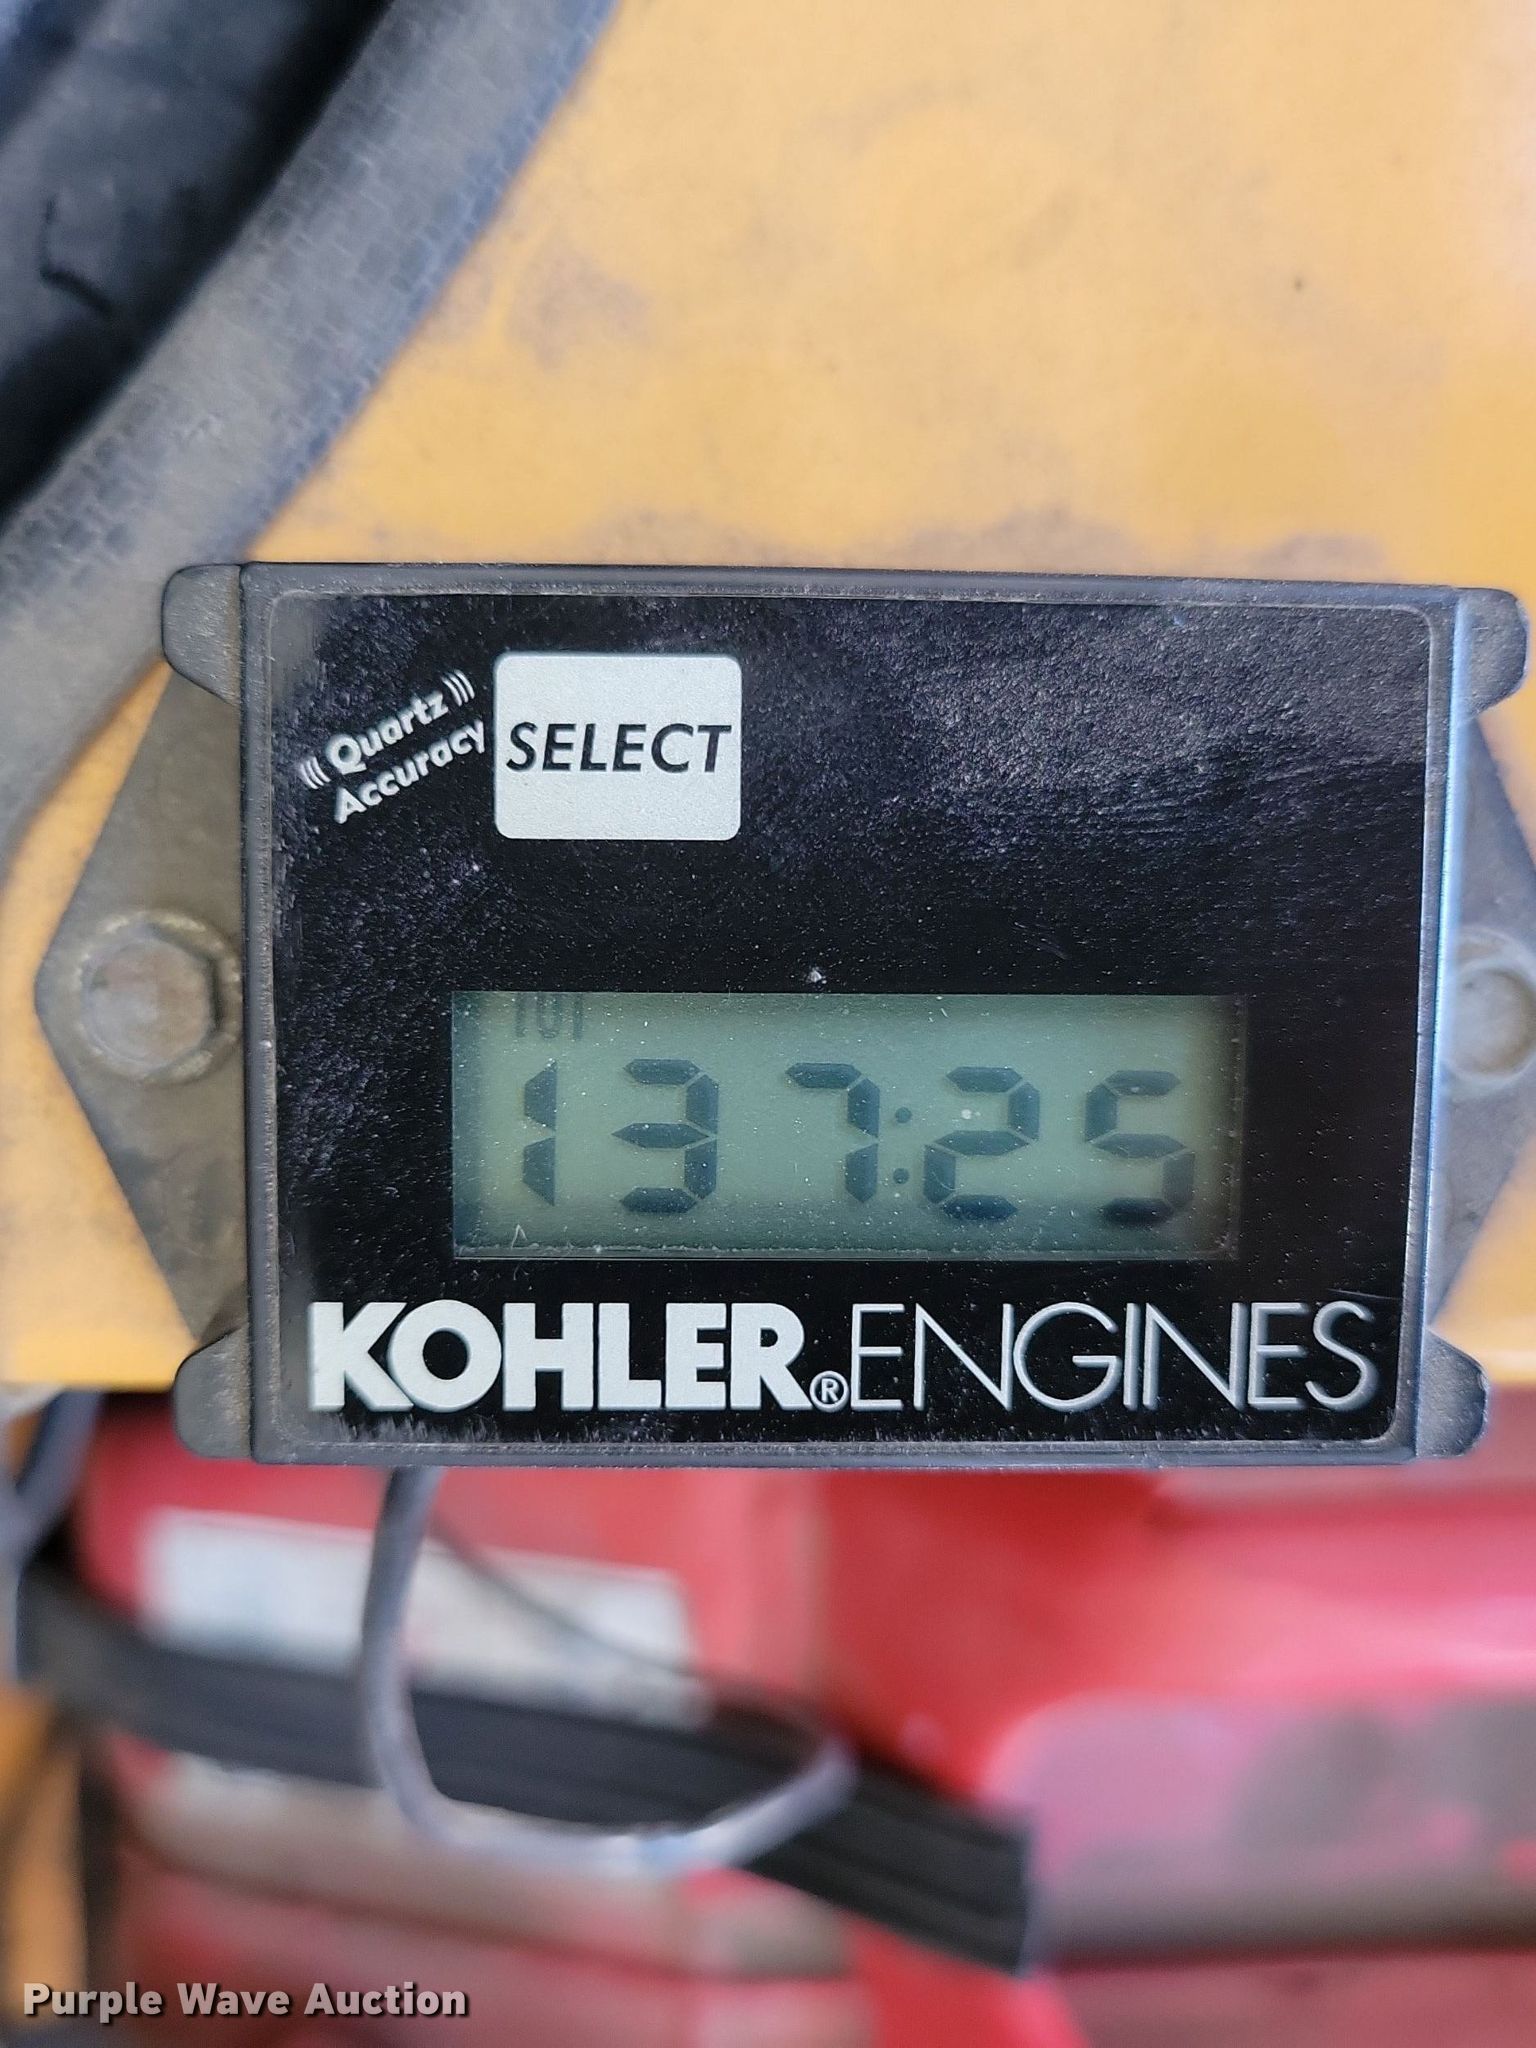 Quartz
Accuracy
SELECT
TOT
137:25
KOHLER® ENGINES
Purple Wave Auction